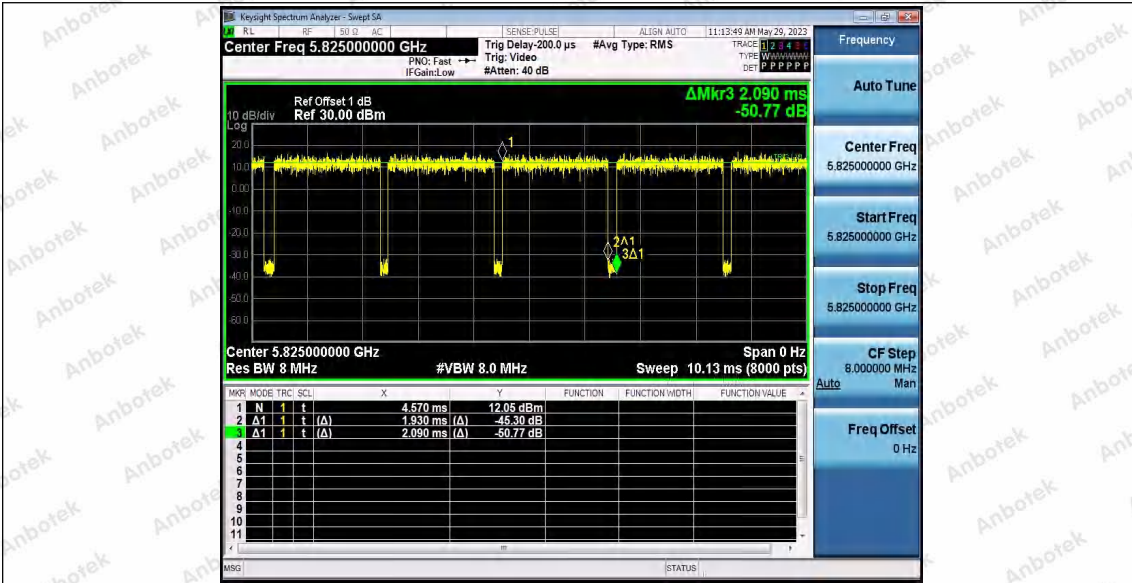 Keysight Spectrum Analyzer - Swept SA
RL RF 50 Ω AC SENSE:PULSE ALIGN AUTO 11:13:49 AM May 29, 2023
Center Freq 5.825000000 GHz
PNO: Fast
IFGain:Low
Trig Delay-200.0 µs
Trig: Video
#Atten: 40 dB
#Avg Type: RMS
TRACE 1 2 3 4 5 6
TYPE
DET P P P P P P
ΔMkr3 2.090 ms
-50.77 dB
Ref Offset 1 dB
10 dB/div Ref 30.00 dBm
Log
20.0
10.0
0.00
-10.0
-20.0
-30.0
-40.0
-50.0
-60.0
1
2Δ1
3Δ1
Center 5.825000000 GHz Span 0 Hz
Res BW 8 MHz #VBW 8.0 MHz Sweep 10.13 ms (8000 pts)
MKR MODE TRC SCL X Y FUNCTION FUNCTION WIDTH FUNCTION VALUE
1 N 1 t 4.570 ms 12.05 dBm
2 Δ1 1 t (Δ) 1.930 ms (Δ) -45.30 dB
3 Δ1 1 t (Δ) 2.090 ms (Δ) -50.77 dB
4
5
6
7
8
9
10
11
MSG STATUS
Frequency
Auto Tune
Center Freq
5.825000000 GHz
Start Freq
5.825000000 GHz
Stop Freq
5.825000000 GHz
CF Step
8.000000 MHz
Auto Man
Freq Offset
0 Hz
Anbotek